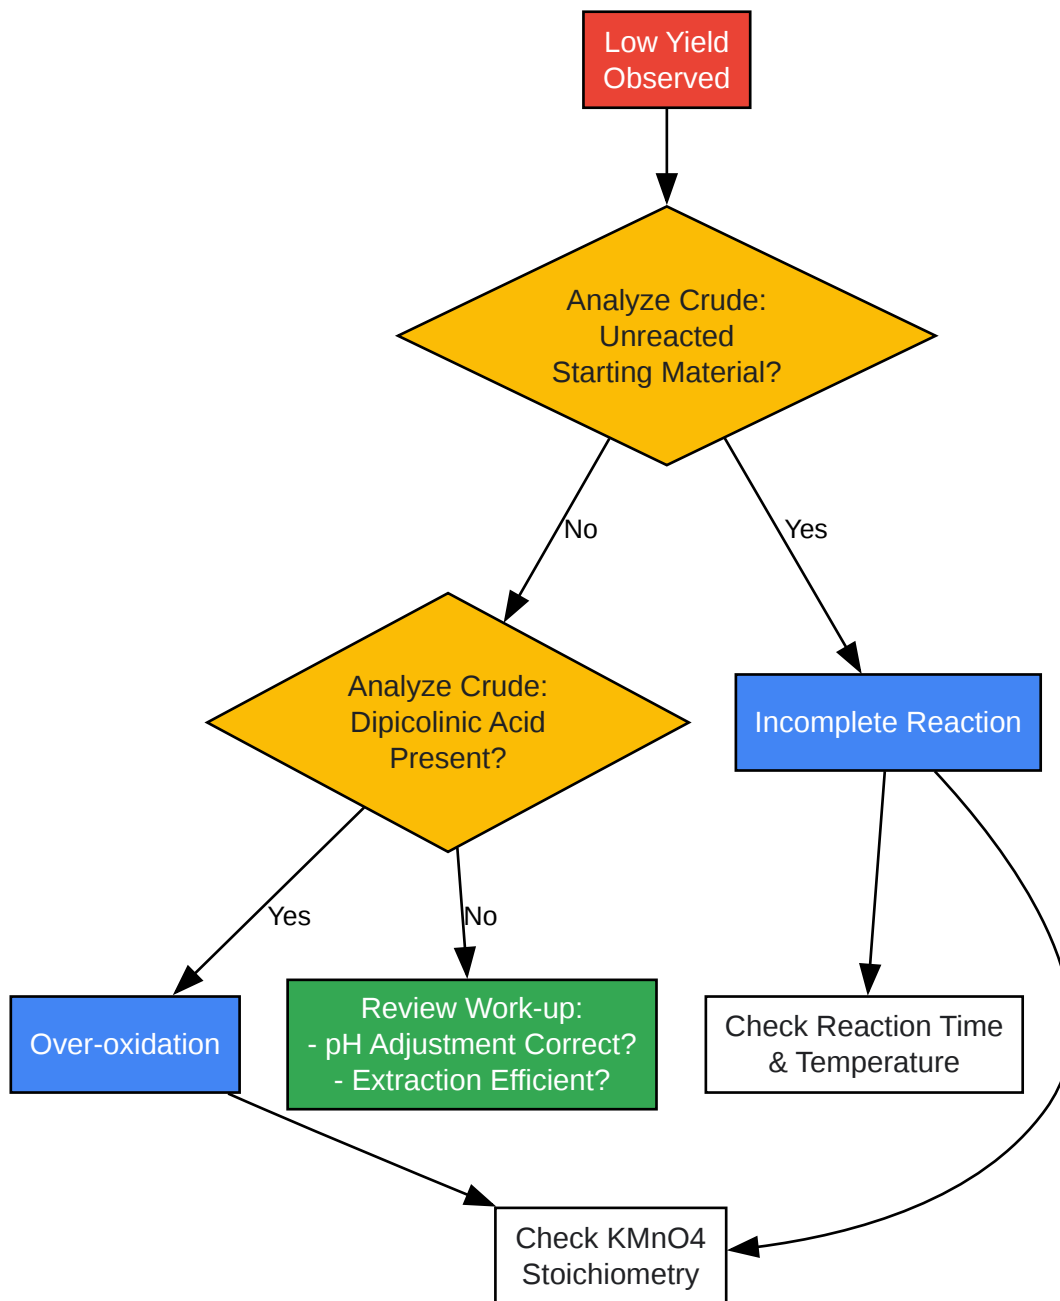 Low Yield
Observed
Analyze Crude:
Unreacted
Starting Material?
No
Yes
Analyze Crude:
Dipicolinic Acid
Present?
Incomplete Reaction
Yes
No
Over-oxidation
Review Work-up:
- pH Adjustment Correct?
- Extraction Efficient?
Check Reaction Time
& Temperature
Check KMnO4
Stoichiometry